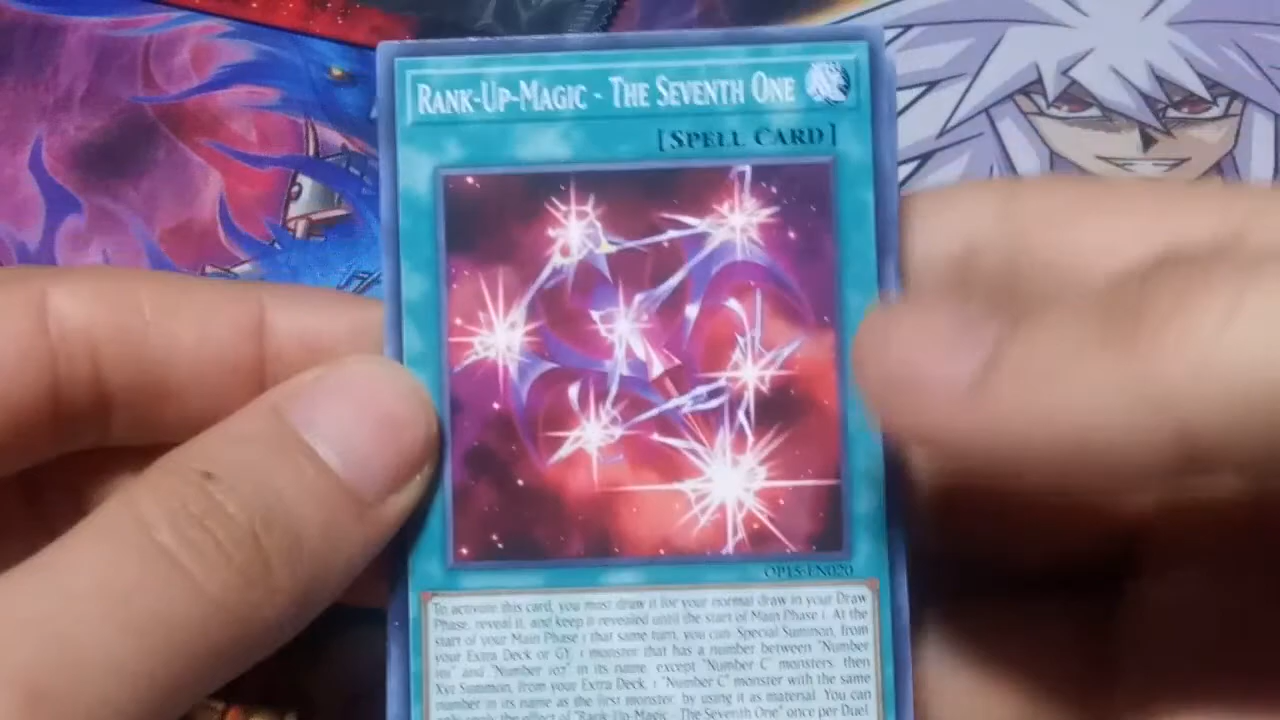 RANK-UP-MAGIC - THE SEVENTH ONE
[SPELL CARD]
OP15-EN020
To activate this card, you must draw it for your normal draw in your Draw
Phase, reveal it, and keep it revealed until the start of Main Phase 1. At the
start of your Main Phase 1 that same turn, you can: Special Summon, from
your Extra Deck or GY, 1 monster that has a number between "Number
101" and "Number 107" in its name, except "Number C" monsters, then
Xyz Summon, from your Extra Deck, 1 "Number C" monster with the same
number in its name as the first monster, by using it as material. You can
only apply the effect of "Rank-Up-Magic - The Seventh One" once per Duel